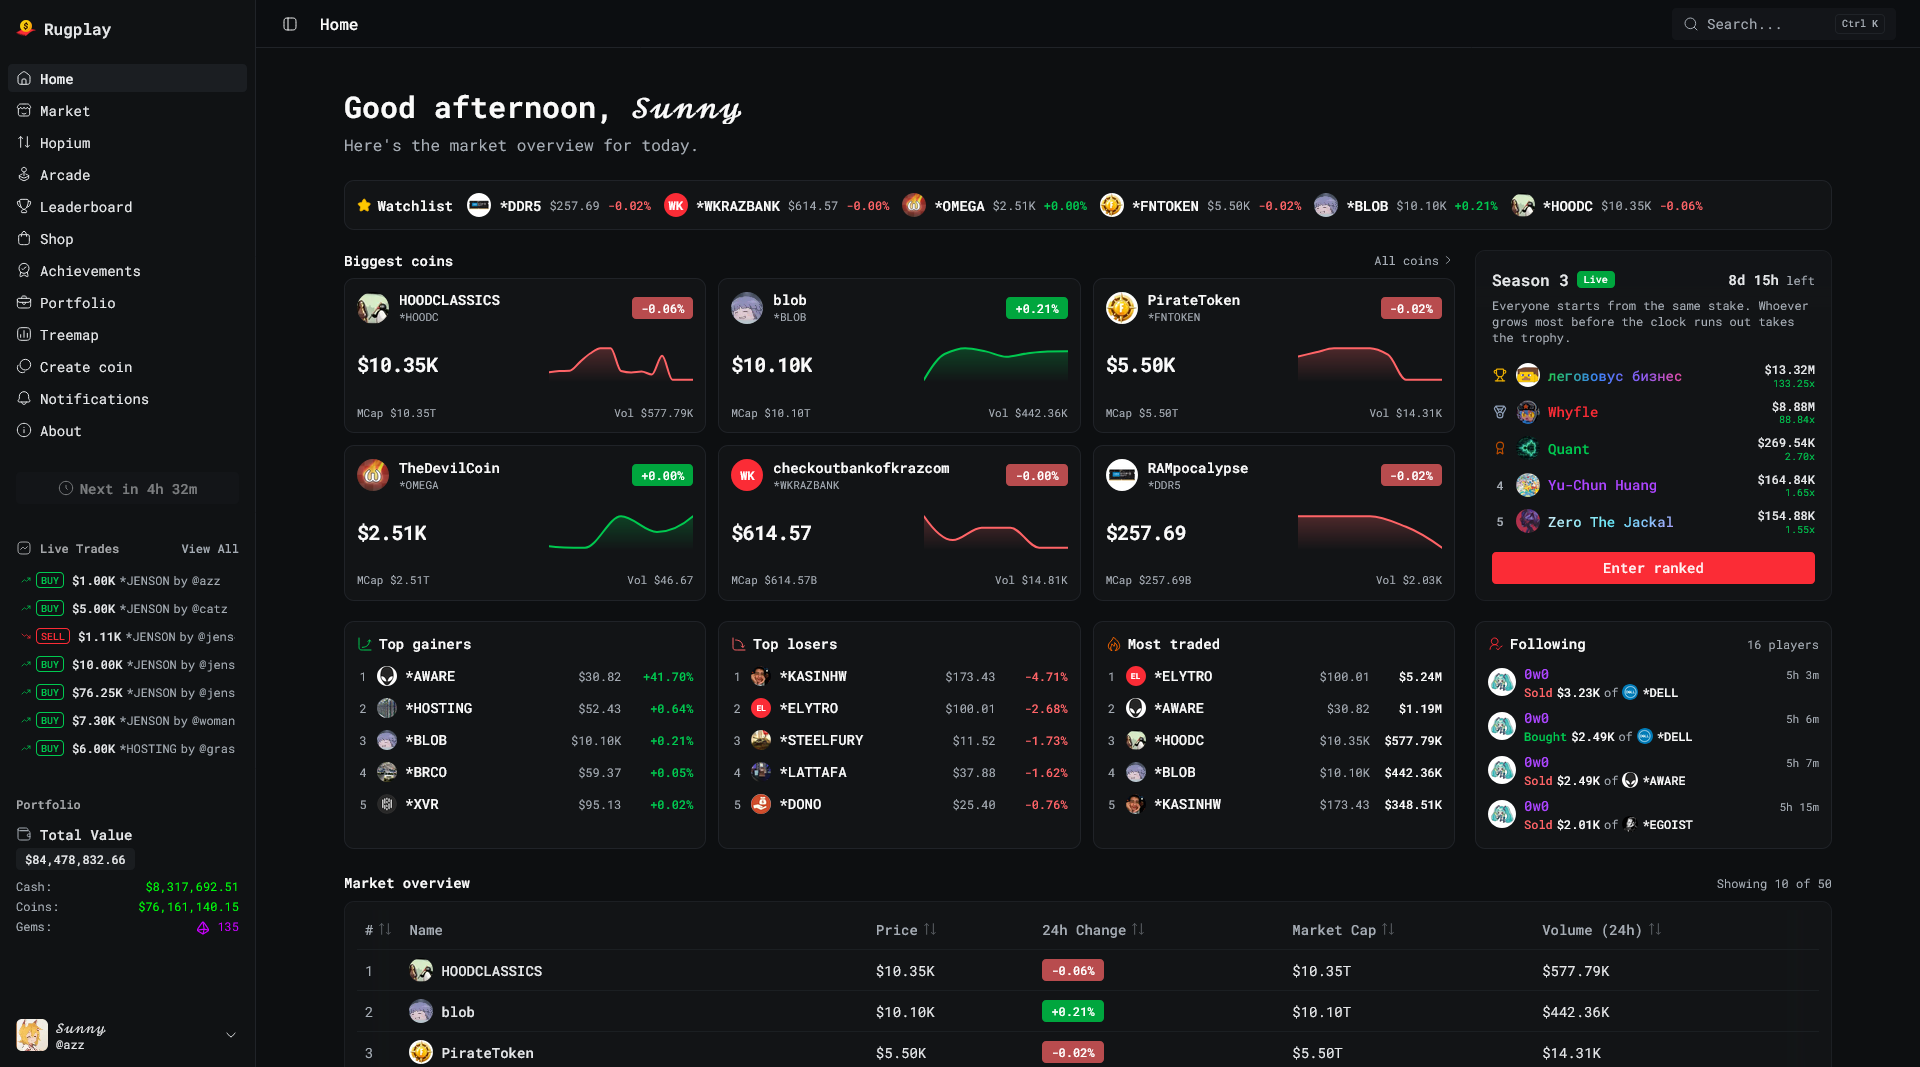 Rugplay
Home
Search...
Ctrl K
Home
Market
Hopium
Arcade
Leaderboard
Shop
Achievements
Portfolio
Treemap
Create coin
Notifications
About
Next in 4h 32m
Live Trades View All
BUY $1.00K *JENSON by @azz
BUY $5.00K *JENSON by @catz
SELL $1.11K *JENSON by @jens
BUY $10.00K *JENSON by @jens
BUY $76.25K *JENSON by @jens
BUY $7.30K *JENSON by @woman
BUY $6.00K *HOSTING by @gras
Portfolio
Total Value
$84,478,832.66
Cash: $8,317,692.51
Coins: $76,161,140.15
Gems: 135
Sunny
@azz
Good afternoon, Sunny
Here's the market overview for today.
Watchlist *DDR5 $257.69 -0.02% WK *WKRAZBANK $614.57 -0.00% *OMEGA $2.51K +0.00% *FNTOKEN $5.50K -0.02% *BLOB $10.10K +0.21% *HOODC $10.35K -0.06%
Biggest coins All coins
HOODCLASSICS
*HOODC
-0.06%
$10.35K
MCap $10.35T Vol $577.79K
blob
*BLOB
+0.21%
$10.10K
MCap $10.10T Vol $442.36K
PirateToken
*FNTOKEN
-0.02%
$5.50K
MCap $5.50T Vol $14.31K
TheDevilCoin
*OMEGA
+0.00%
$2.51K
MCap $2.51T Vol $46.67
WK
checkoutbankofkrazcom
*WKRAZBANK
-0.00%
$614.57
MCap $614.57B Vol $14.81K
RAMpocalypse
*DDR5
-0.02%
$257.69
MCap $257.69B Vol $2.03K
Season 3 Live 8d 15h left
Everyone starts from the same stake. Whoever
grows most before the clock runs out takes
the trophy.
легововус бизнес $13.32M
133.25x
Whyfle $8.88M
88.84x
Quant $269.54K
2.70x
4 Yu-Chun Huang $164.84K
1.65x
5 Zero The Jackal $154.88K
1.55x
Enter ranked
Top gainers
1 *AWARE $30.82 +41.70%
2 *HOSTING $52.43 +0.64%
3 *BLOB $10.10K +0.21%
4 *BRCO $59.37 +0.05%
5 *XVR $95.13 +0.02%
Top losers
1 *KASINHW $173.43 -4.71%
2 EL *ELYTRO $100.01 -2.68%
3 *STEELFURY $11.52 -1.73%
4 *LATTAFA $37.88 -1.62%
5 *DONO $25.40 -0.76%
Most traded
1 EL *ELYTRO $100.01 $5.24M
2 *AWARE $30.82 $1.19M
3 *HOODC $10.35K $577.79K
4 *BLOB $10.10K $442.36K
5 *KASINHW $173.43 $348.51K
Following 16 players
0w0 5h 3m
Sold $3.23K of *DELL
0w0 5h 6m
Bought $2.49K of *DELL
0w0 5h 7m
Sold $2.49K of *AWARE
0w0 5h 15m
Sold $2.01K of *EGOIST
Market overview Showing 10 of 50
# Name Price 24h Change Market Cap Volume (24h)
1 HOODCLASSICS $10.35K -0.06% $10.35T $577.79K
2 blob $10.10K +0.21% $10.10T $442.36K
3 PirateToken $5.50K -0.02% $5.50T $14.31K